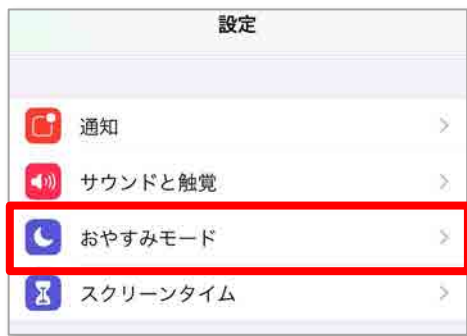 設定
通知
サウンドと触覚
おやすみモード
スクリーンタイム